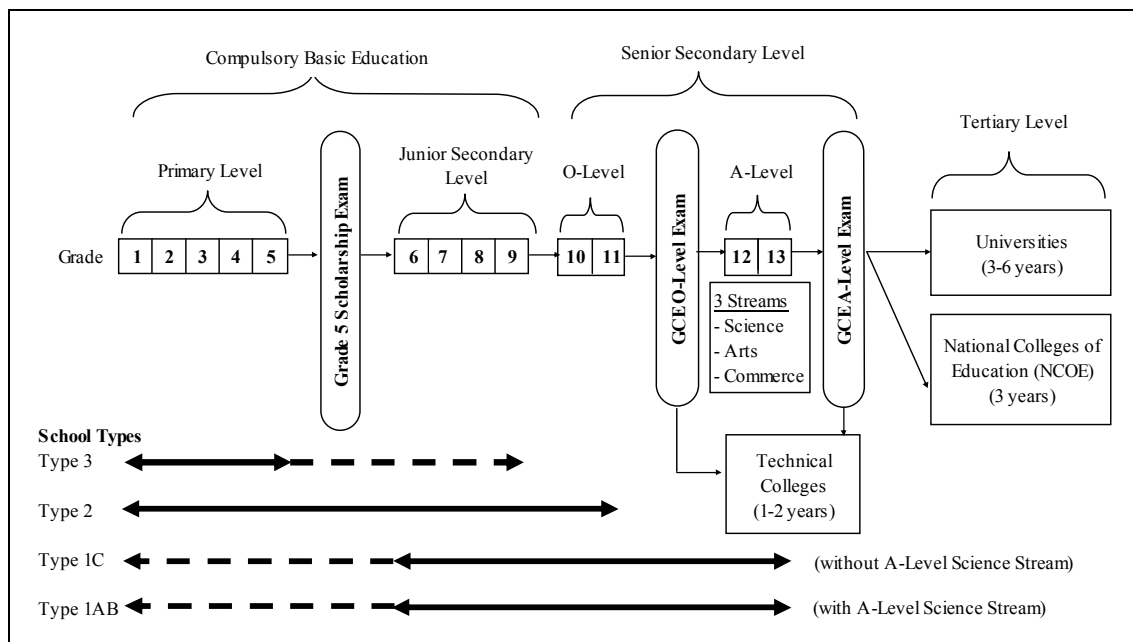 Compulsory Basic Education
Senior Secondary Level
Primary Level
Grade 5 Scholarship Exam
Junior Secondary
Level
O-Level
GCE O-Level Exam
A-Level
GCE A-Level Exam
Tertiary Level
Grade
1 2 3 4 5
6 7 8 9
10 11
12 13
3 Streams
- Science
- Arts
- Commerce
Universities
(3-6 years)
National Colleges of
Education (NCOE)
(3 years)
Technical
Colleges
(1-2 years)
School Types
Type 3
Type 2
Type 1C
(without A-Level Science Stream)
Type 1AB
(with A-Level Science Stream)